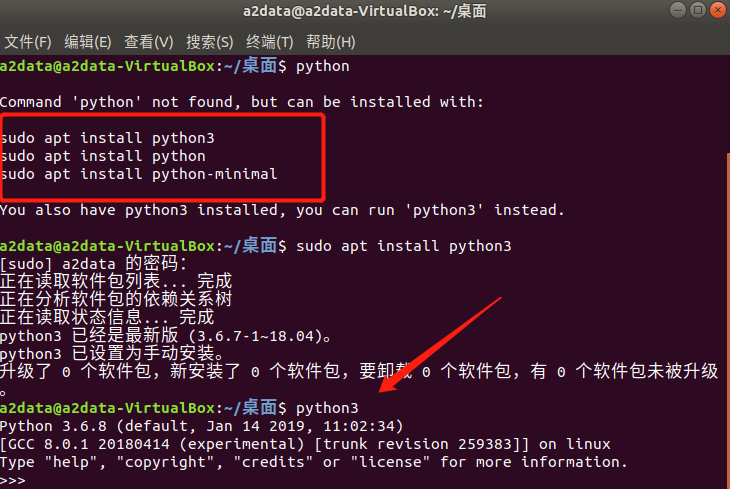 a2data@a2data-VirtualBox: ~/桌面
文件(F) 编辑(E) 查看(V) 搜索(S) 终端(T) 帮助(H)
a2data@a2data-VirtualBox:~/桌面$ python
Command 'python' not found, but can be installed with:
sudo apt install python3
sudo apt install python
sudo apt install python-minimal
You also have python3 installed, you can run 'python3' instead.
a2data@a2data-VirtualBox:~/桌面$ sudo apt install python3
[sudo] a2data 的密码：
正在读取软件包列表... 完成
正在分析软件包的依赖关系树
正在读取状态信息... 完成
python3 已经是最新版 (3.6.7-1~18.04)。
python3 已设置为手动安装。
升级了 0 个软件包，新安装了 0 个软件包，要卸载 0 个软件包，有 0 个软件包未被升级
。
a2data@a2data-VirtualBox:~/桌面$ python3
Python 3.6.8 (default, Jan 14 2019, 11:02:34)
[GCC 8.0.1 20180414 (experimental) [trunk revision 259383]] on linux
Type "help", "copyright", "credits" or "license" for more information.
>>>